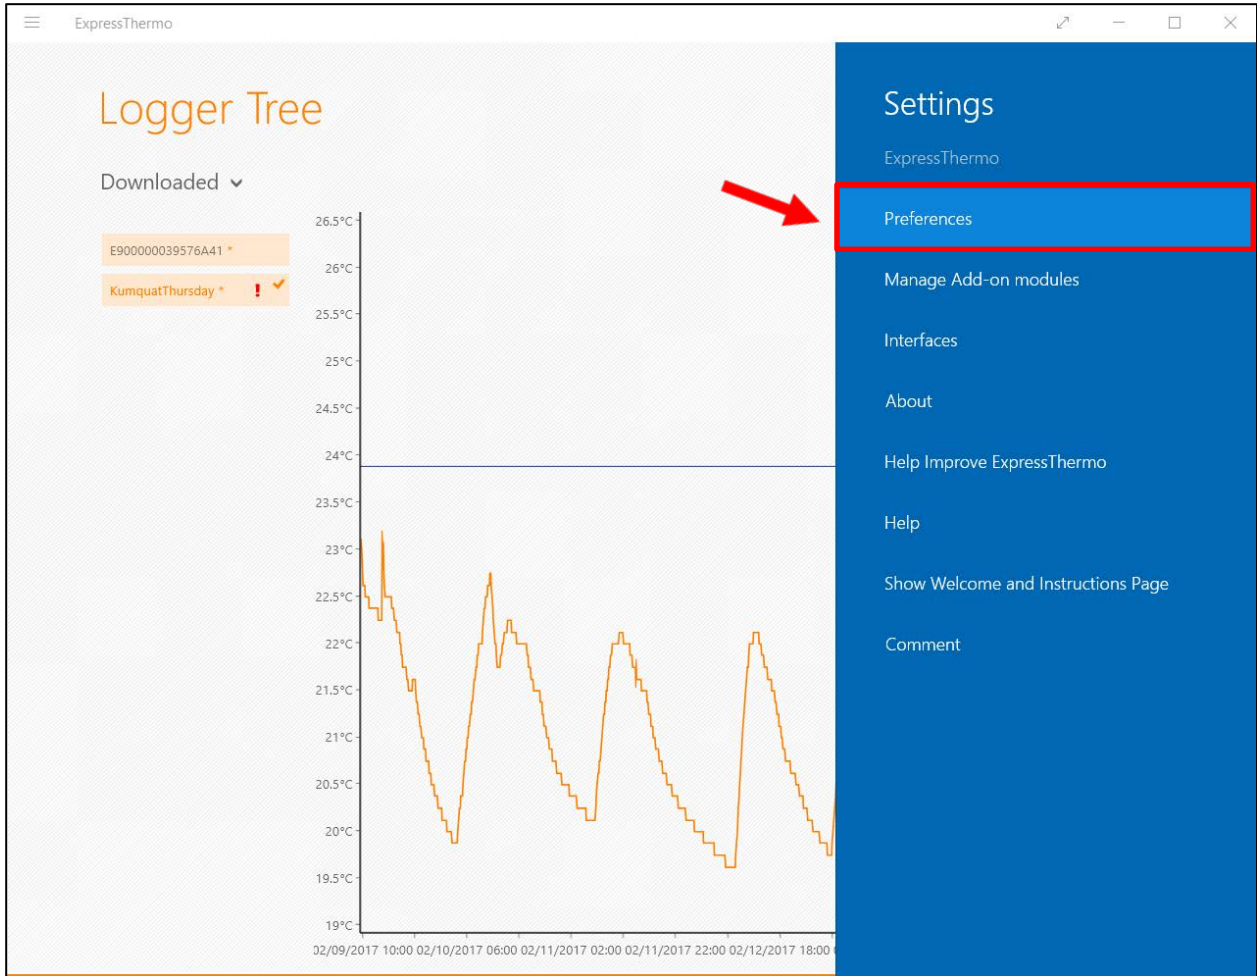 ExpressThermo
Logger Tree
Downloaded
E900000039576A41 *
KumquatThursday * !
26.5°C
26°C
25.5°C
25°C
24.5°C
24°C
23.5°C
23°C
22.5°C
22°C
21.5°C
21°C
20.5°C
20°C
19.5°C
19°C
02/09/2017 10:00 02/10/2017 06:00 02/11/2017 02:00 02/11/2017 22:00 02/12/2017 18:00
Settings
ExpressThermo
Preferences
Manage Add-on modules
Interfaces
About
Help Improve ExpressThermo
Help
Show Welcome and Instructions Page
Comment